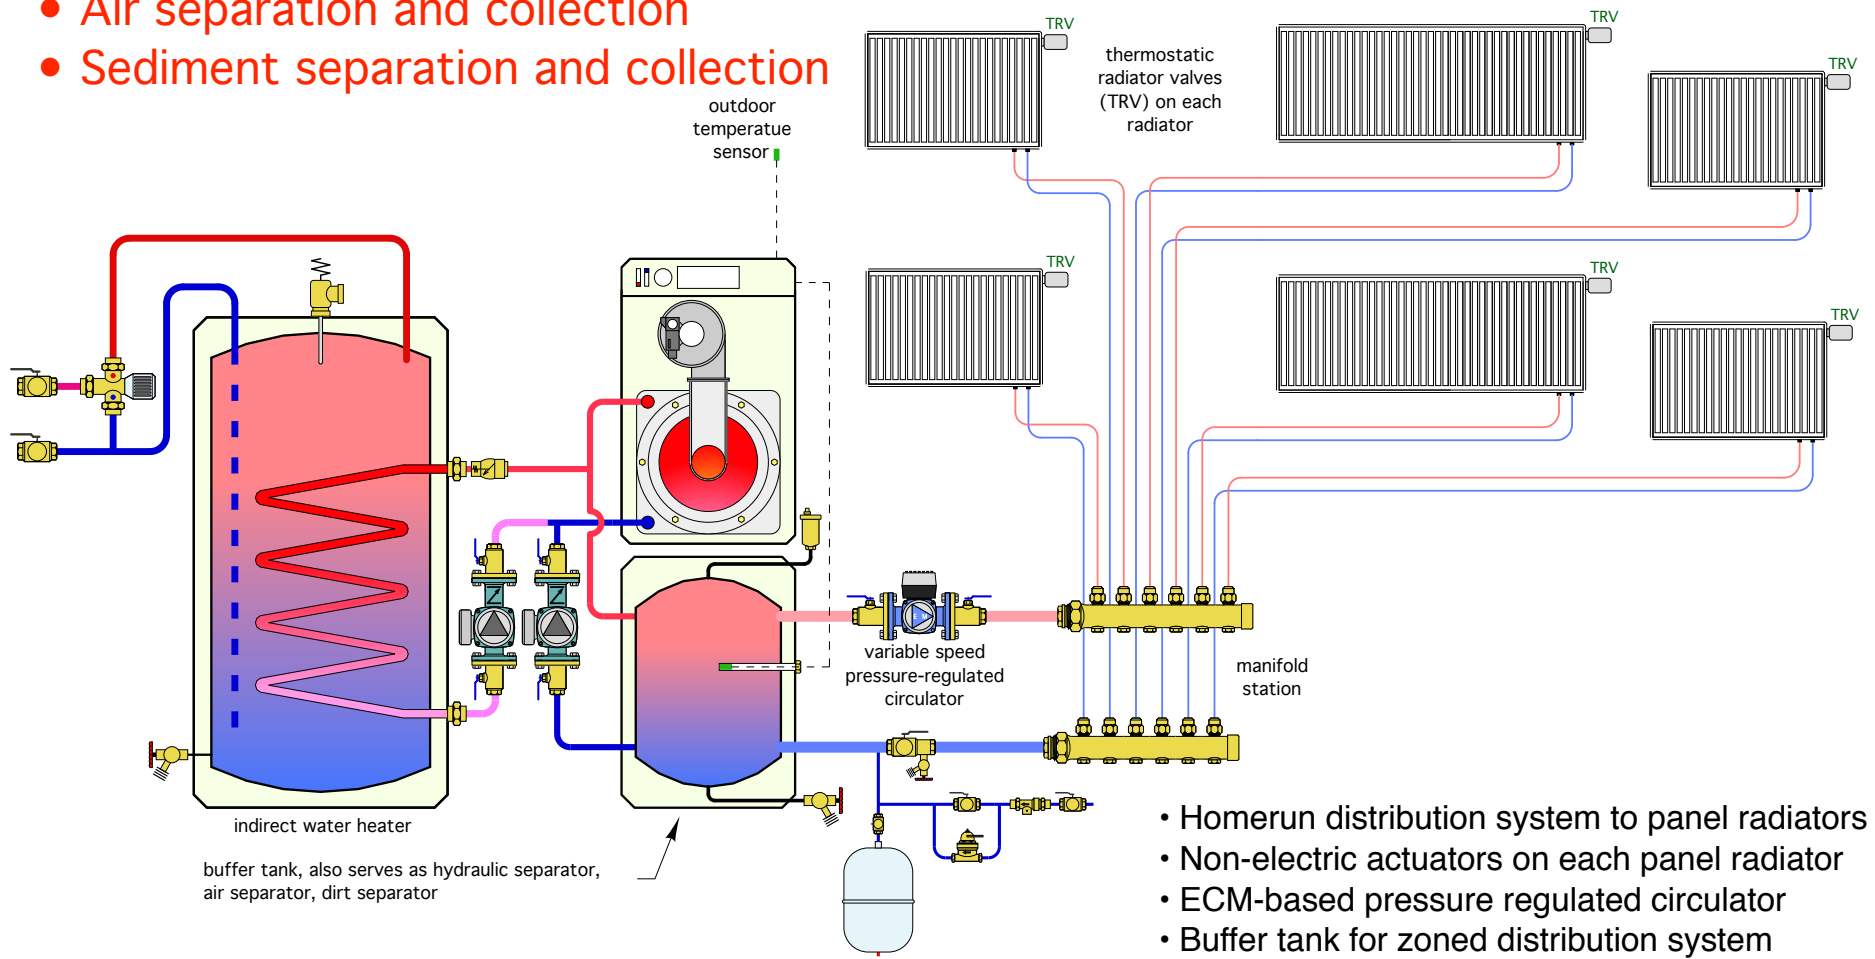 • Air separation and collection
• Sediment separation and collection
TRV
TRV
TRV
thermostatic
radiator valves
(TRV) on each
radiator
outdoor
temperatue
sensor
TRV
TRV
TRV
variable speed
pressure-regulated
circulator
manifold
station
indirect water heater
buffer tank, also serves as hydraulic separator,
air separator, dirt separator
• Homerun distribution system to panel radiators
• Non-electric actuators on each panel radiator
• ECM-based pressure regulated circulator
• Buffer tank for zoned distribution system